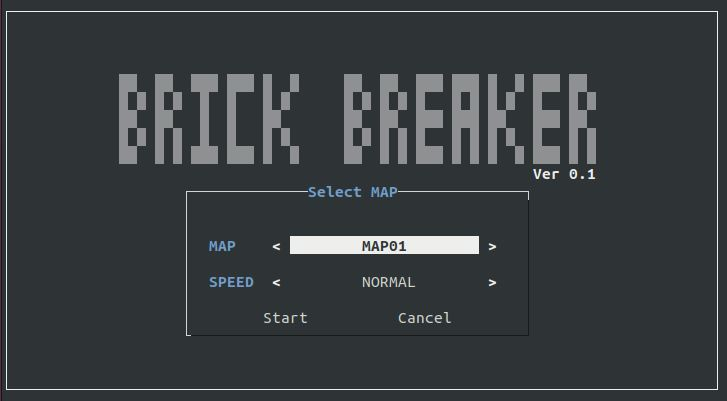 BRICK BREAKER
Ver 0.1
Select MAP
MAP < MAP01 >
SPEED < NORMAL >
Start Cancel